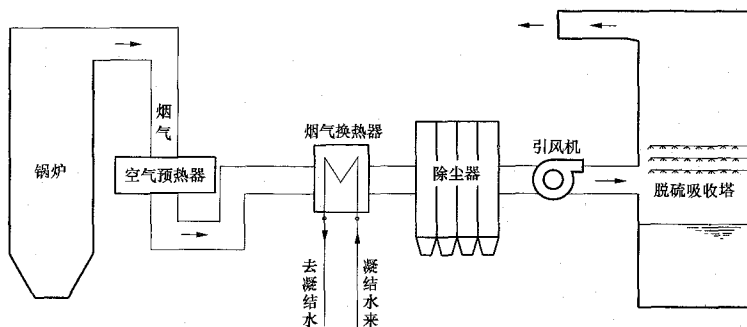 锅炉
烟气
空气预热器
烟气换热器
去凝结水
凝结水来
除尘器
引风机
脱硫吸收塔